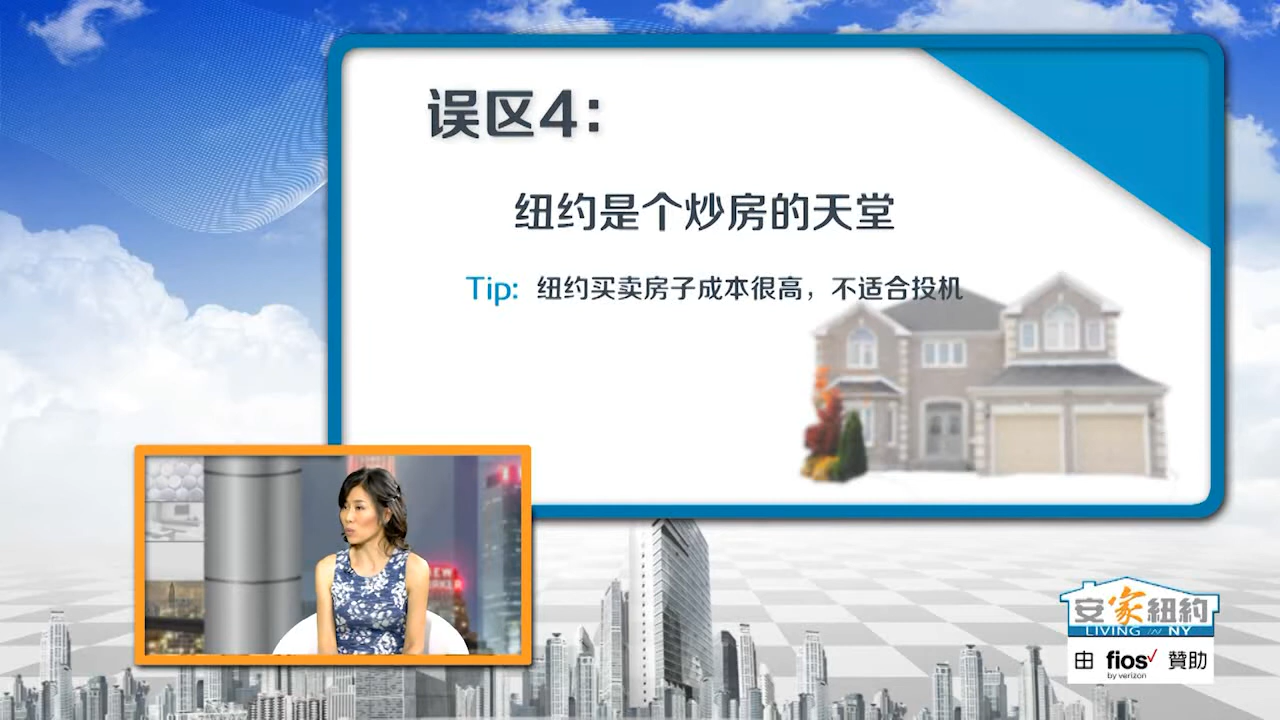 误区4：
纽约是个炒房的天堂
Tip: 纽约买卖房子成本很高，不适合投机
NEW
YORKER
安家紐約
LIVING IN NY
由 fios 贊助
by verizon